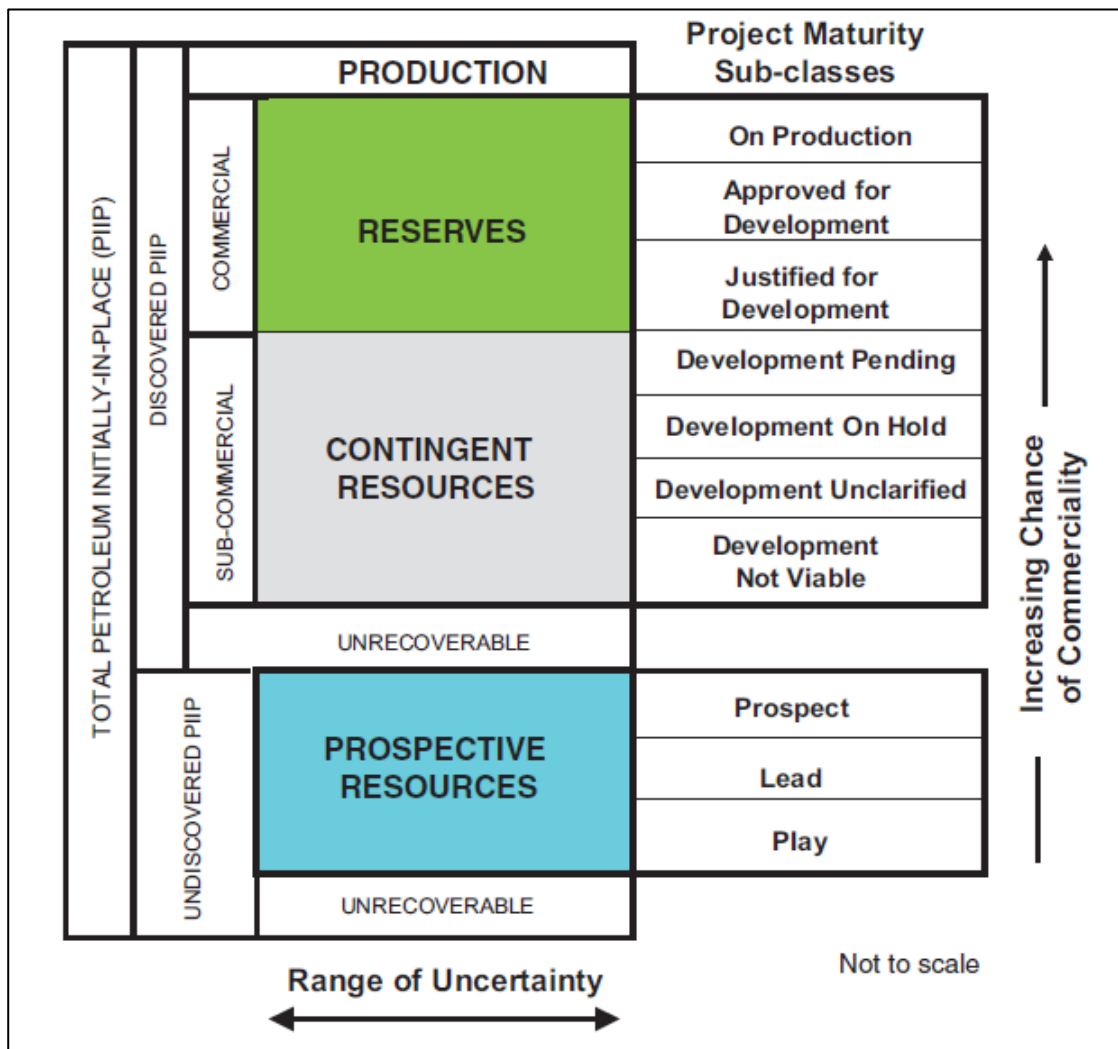 Project Maturity
Sub-classes
PRODUCTION
On Production
Approved for
Development
Justified for
Development
RESERVES
COMMERCIAL
Development Pending
Development On Hold
Development Unclarified
Development
Not Viable
CONTINGENT
RESOURCES
SUB-COMMERCIAL
DISCOVERED PIIP
TOTAL PETROLEUM INITIALLY-IN-PLACE (PIIP)
UNRECOVERABLE
Prospect
Lead
Play
PROSPECTIVE
RESOURCES
UNDISCOVERED PIIP
UNRECOVERABLE
Increasing Chance
of Commerciality
Range of Uncertainty
Not to scale